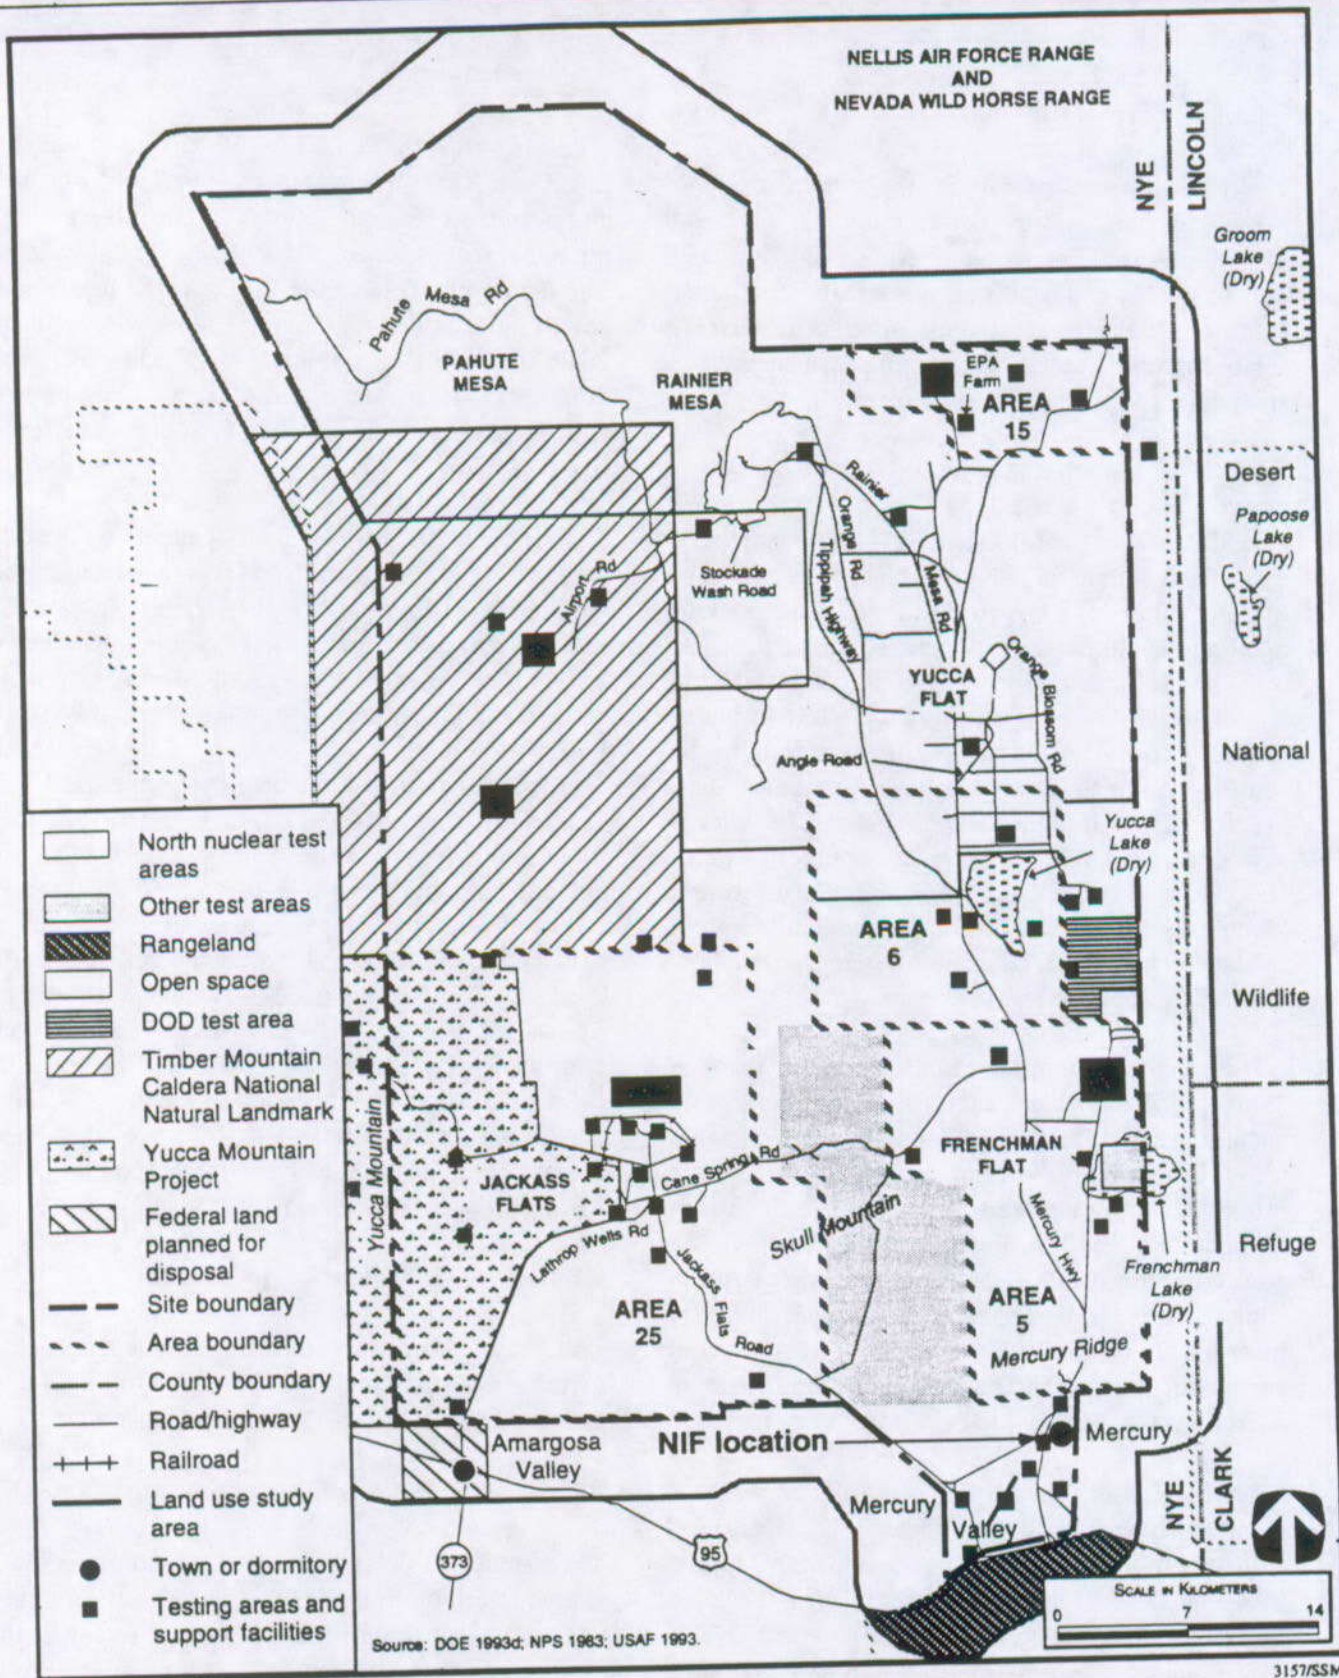 NELLIS AIR FORCE RANGE
AND
NEVADA WILD HORSE RANGE
NYE
LINCOLN
Groom
Lake
(Dry)
Pahute Mesa Rd
PAHUTE
MESA
RAINIER
MESA
EPA
Farm
AREA
15
Desert
Papoose
Lake
(Dry)
Rainier
Mesa Rd
Orange
Rd
Tippipah Highway
Stockade
Wash Road
Airport Rd
YUCCA
FLAT
Orange Blossom Rd
National
Angle Road
Yucca
Lake
(Dry)
AREA
6
Wildlife
North nuclear test
areas
Other test areas
Rangeland
Open space
DOD test area
Timber Mountain
Caldera National
Natural Landmark
Yucca Mountain
Project
Federal land
planned for
disposal
Site boundary
Area boundary
County boundary
Road/highway
Railroad
Land use study
area
Town or dormitory
Testing areas and
support facilities
Yucca Mountain
JACKASS
FLATS
Cane Spring Rd
Lathrop Wells Rd
Jackass Flats
Road
AREA
25
Skull Mountain
FRENCHMAN
FLAT
Mercury Hwy
AREA
5
Mercury Ridge
Frenchman
Lake
(Dry)
Refuge
NIF location
Mercury
Amargosa
Valley
Mercury
Valley
NYE
CLARK
373
95
SCALE IN KILOMETERS
0 7 14
Source: DOE 1993d; NPS 1983; USAF 1993.
3157/SSM